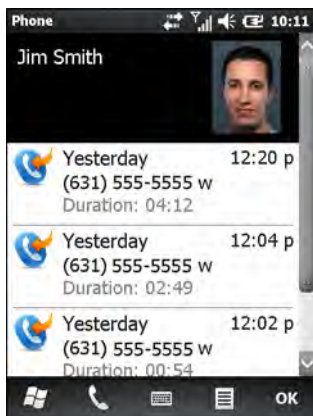 Phone 10:11
Jim Smith
Yesterday 12:20 p
(631) 555-5555 w
Duration: 04:12
Yesterday 12:04 p
(631) 555-5555 w
Duration: 02:49
Yesterday 12:02 p
(631) 555-5555 w
Duration: 00:54
OK